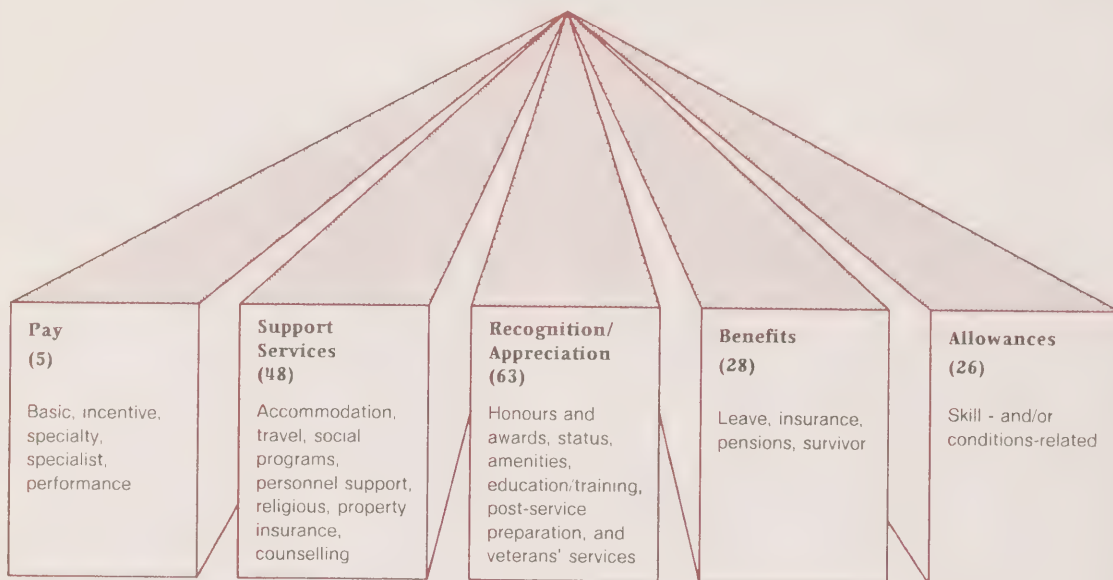 Pay
(5)
Basic, incentive,
specialty,
specialist,
performance
Support
Services
(48)
Accommodation,
travel, social
programs,
personnel support,
religious, property
insurance,
counselling
Recognition/
Appreciation
(63)
Honours and
awards, status,
amenities,
education/training,
post-service
preparation, and
veterans' services
Benefits
(28)
Leave, insurance,
pensions, survivor
Allowances
(26)
Skill - and/or
conditions-related